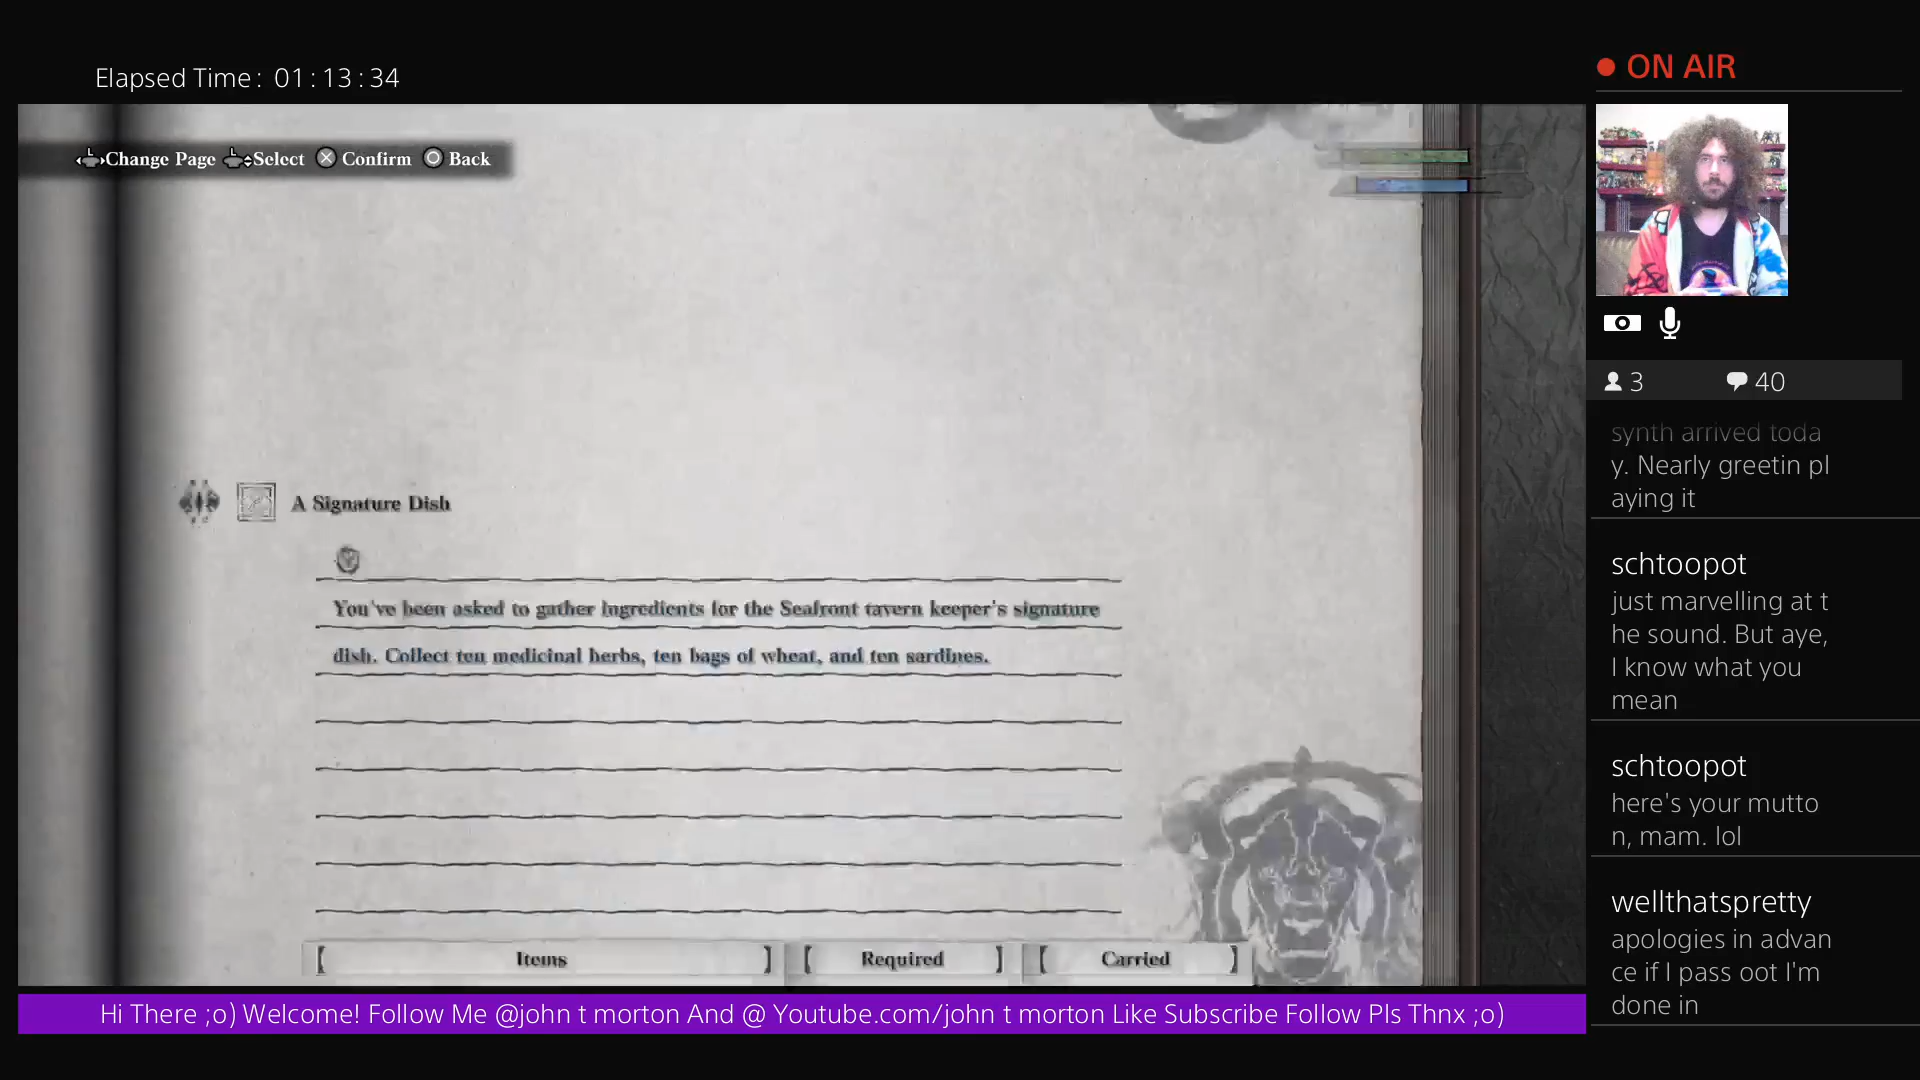 Elapsed Time: 01:13:34
ON AIR
Change Page Select Confirm Back
3 40
synth arrived toda
y. Nearly greetin pl
aying it
A Signature Dish
You've been asked to gather ingredients for the Seafront tavern keeper's signature
dish. Collect ten medicinal herbs, ten bags of wheat, and ten sardines.
schtoopot
just marvelling at t
he sound. But aye,
I know what you
mean
schtoopot
here's your mutto
n, mam. lol
wellthatspretty
apologies in advan
ce if I pass oot I'm
done in
Items Required Carried
Hi There ;o) Welcome! Follow Me @john t morton And @ Youtube.com/john t morton Like Subscribe Follow Pls Thnx ;o)